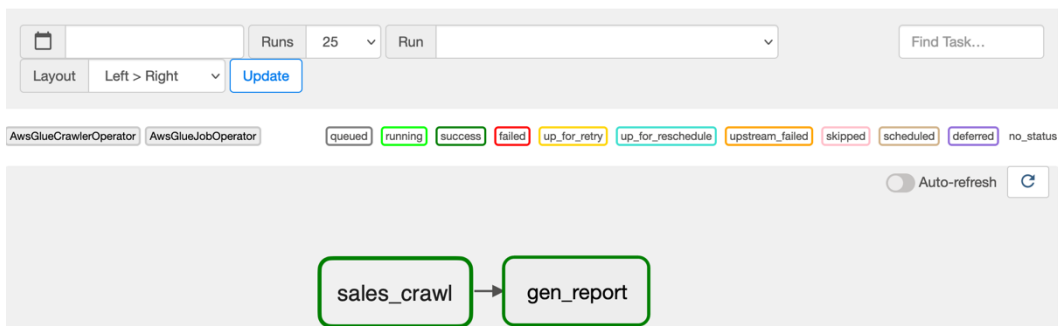 Runs 25 Run Find Task...
Layout Left > Right Update
AwsGlueCrawlerOperator AwsGlueJobOperator queued running success failed up_for_retry up_for_reschedule upstream_failed skipped scheduled deferred no_status
Auto-refresh
sales_crawl gen_report